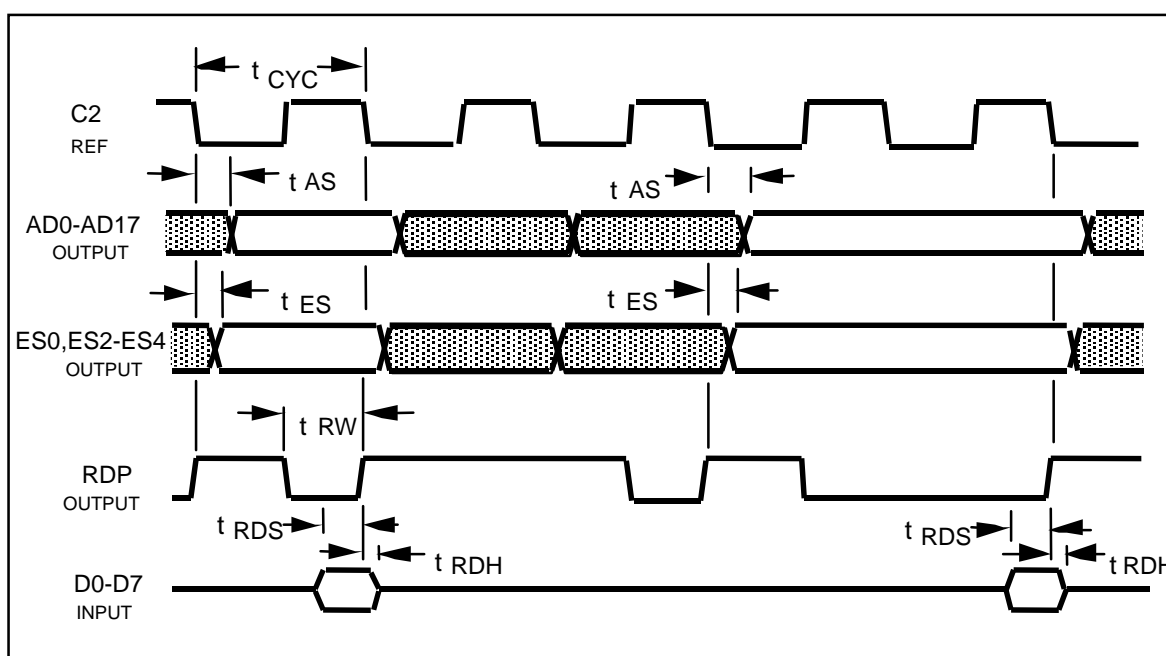 t CYC
C2
REF
t AS
t AS
AD0-AD17
OUTPUT
t ES
t ES
ES0,ES2-ES4
OUTPUT
t RW
RDP
OUTPUT
t RDS
t RDS
t RDH
t RDH
D0-D7
INPUT